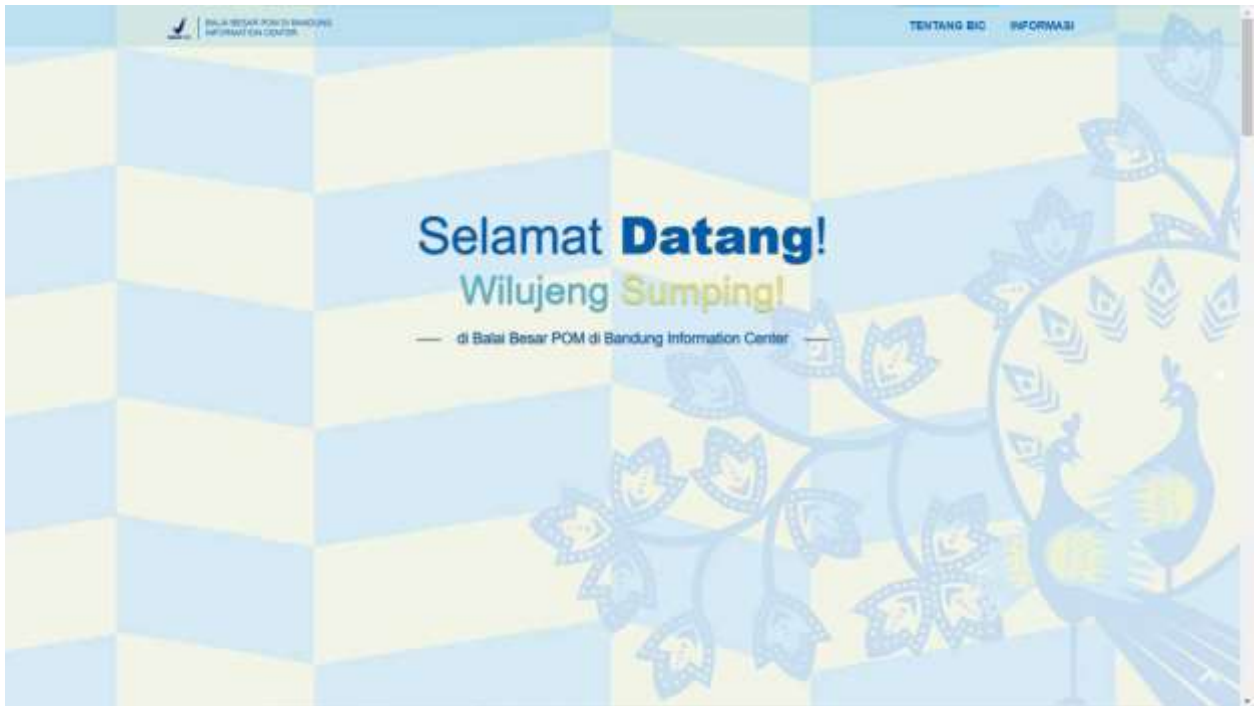 BALAI BESAR POM DI BANDUNG
INFORMATION CENTER
TENTANG BIC
INFORMASI
Selamat Datang!
Wilujeng Sumping!
di Balai Besar POM di Bandung Information Center